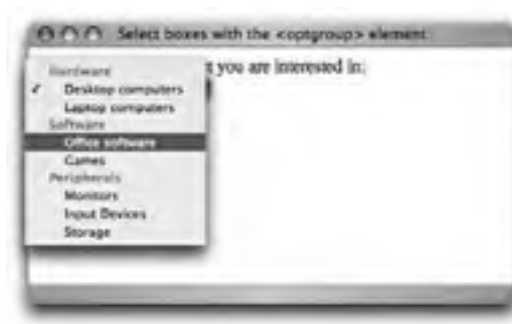 Select boxes with the <optgroup> element
t you are interested in:
Hardware
✓ Desktop computers
Laptop computers
Software
Office software
Games
Peripherals
Monitors
Input Devices
Storage